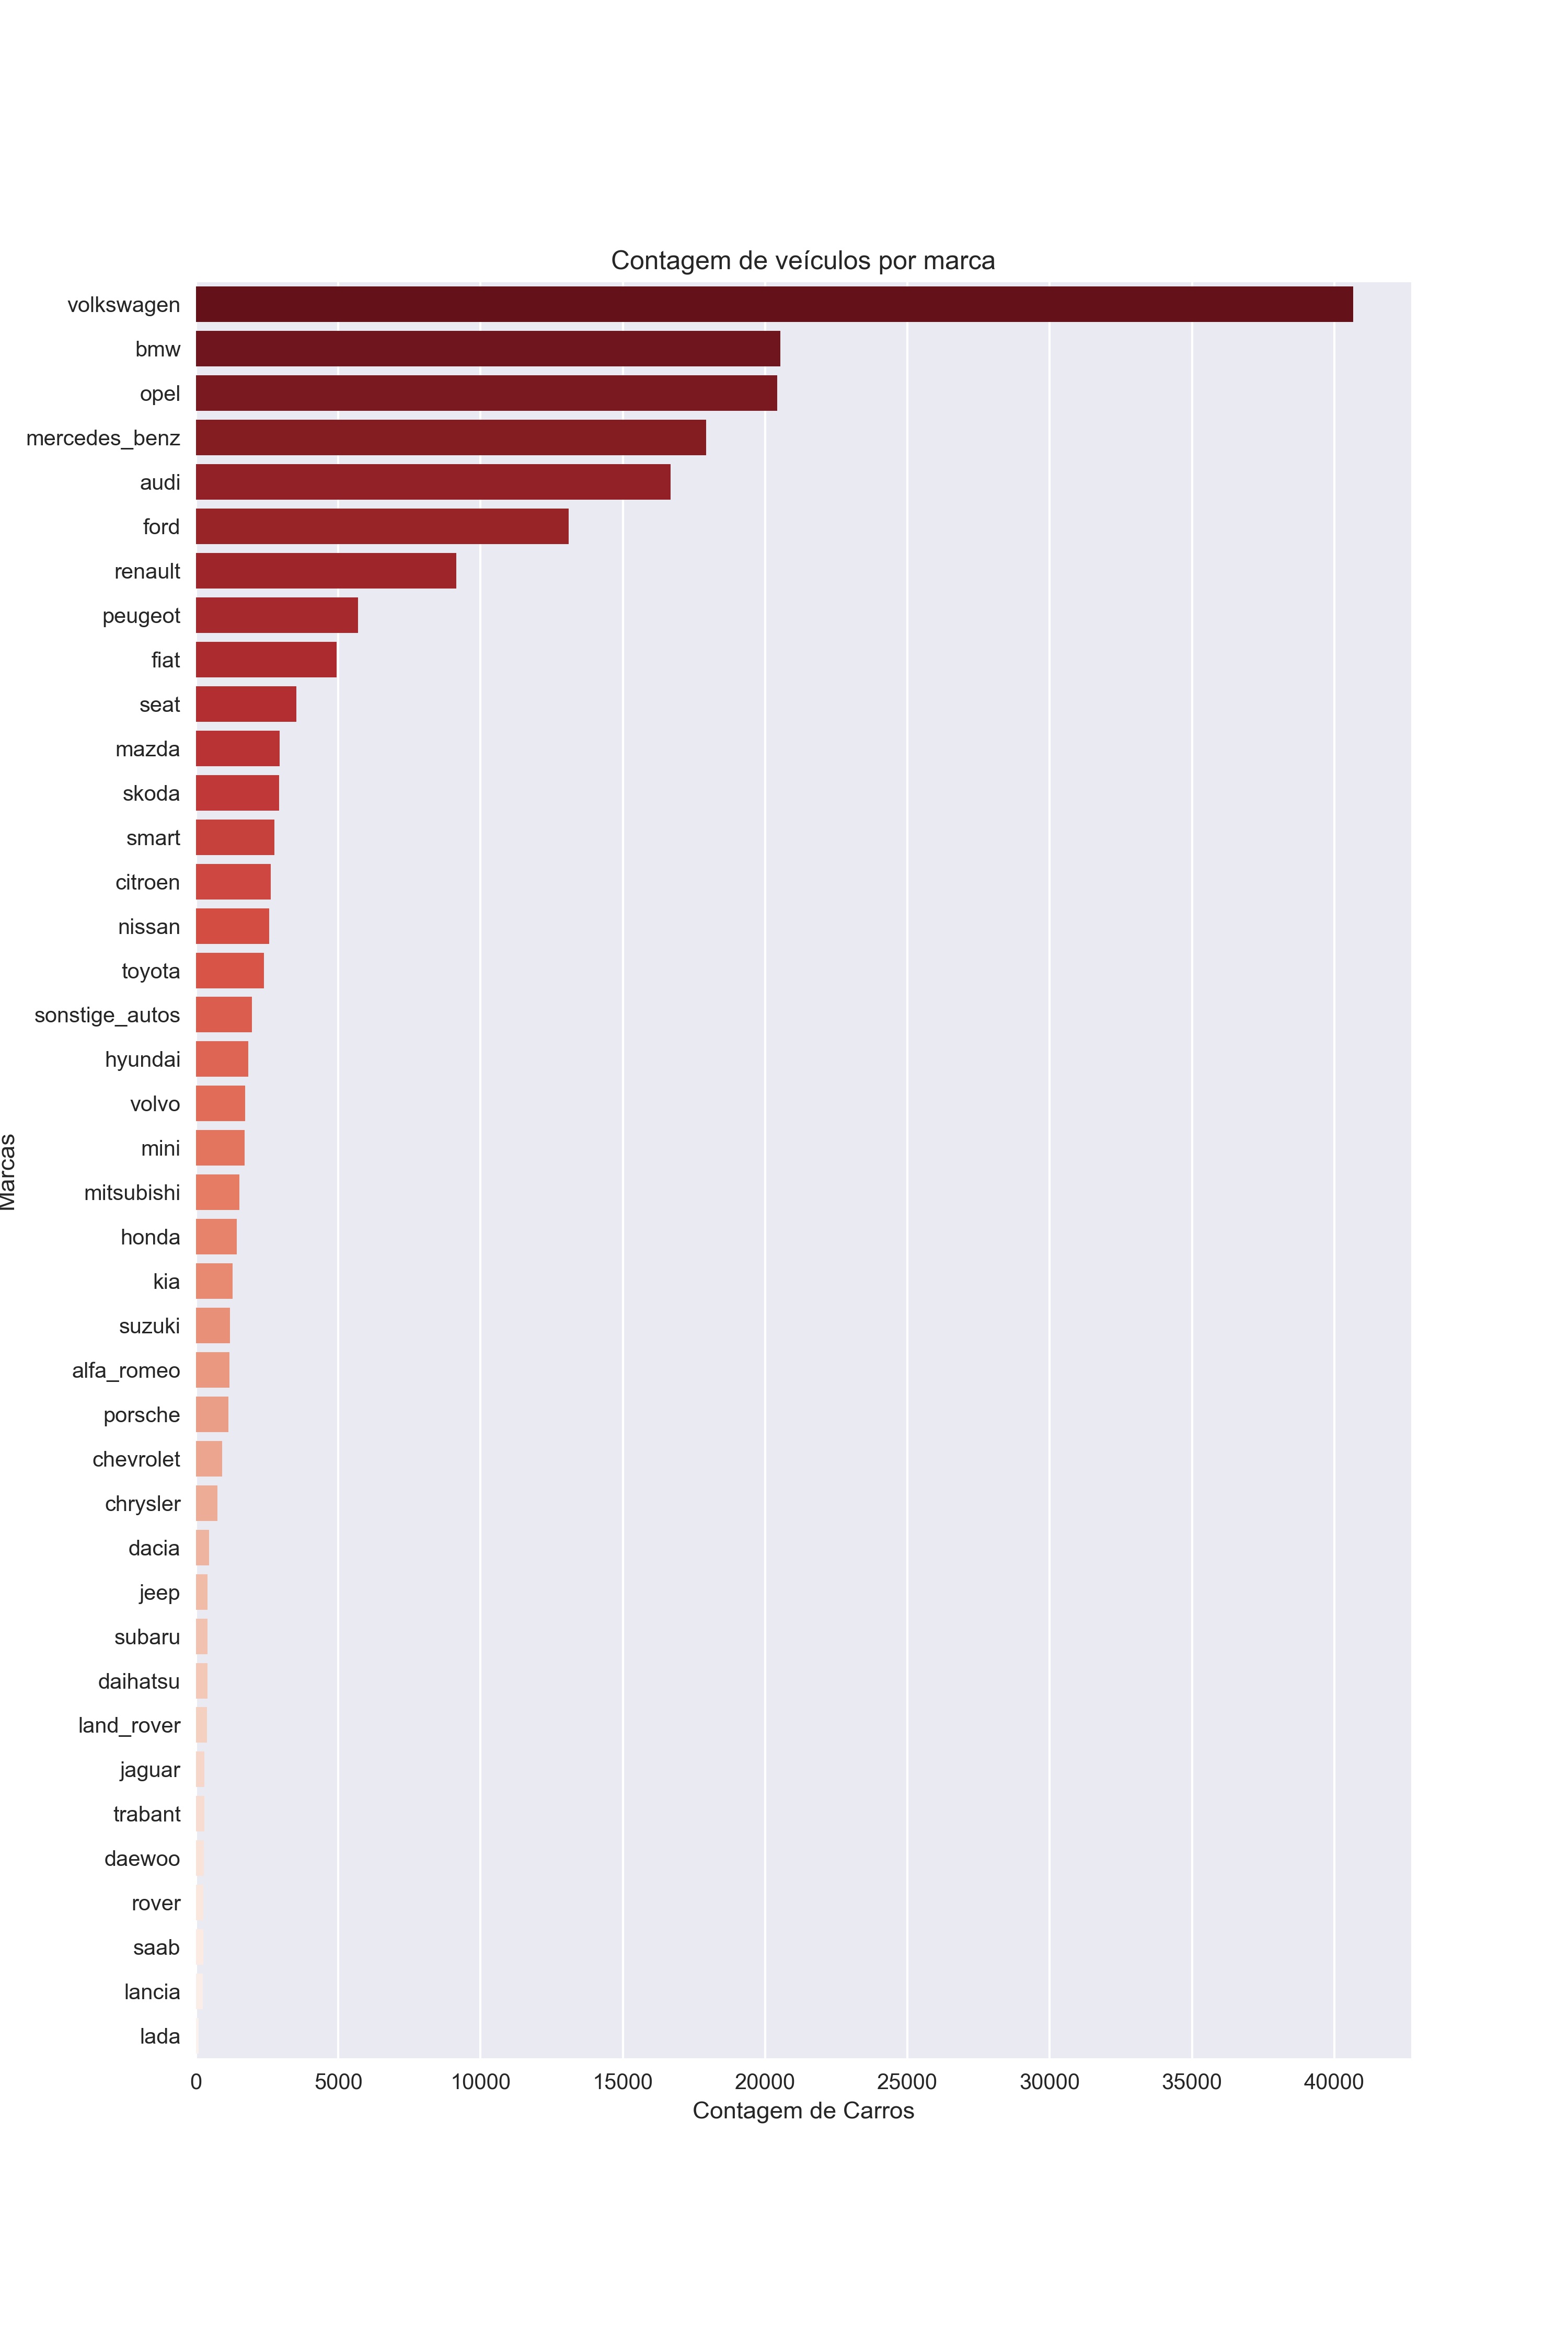 Contagem de veículos por marca
volkswagen
bmw
opel
mercedes_benz
audi
ford
renault
peugeot
fiat
seat
mazda
skoda
smart
citroen
nissan
toyota
sonstige_autos
hyundai
volvo
mini
mitsubishi
honda
kia
suzuki
alfa_romeo
porsche
chevrolet
chrysler
dacia
jeep
subaru
daihatsu
land_rover
jaguar
trabant
daewoo
rover
saab
lancia
lada
Marcas
0 5000 10000 15000 20000 25000 30000 35000 40000
Contagem de Carros